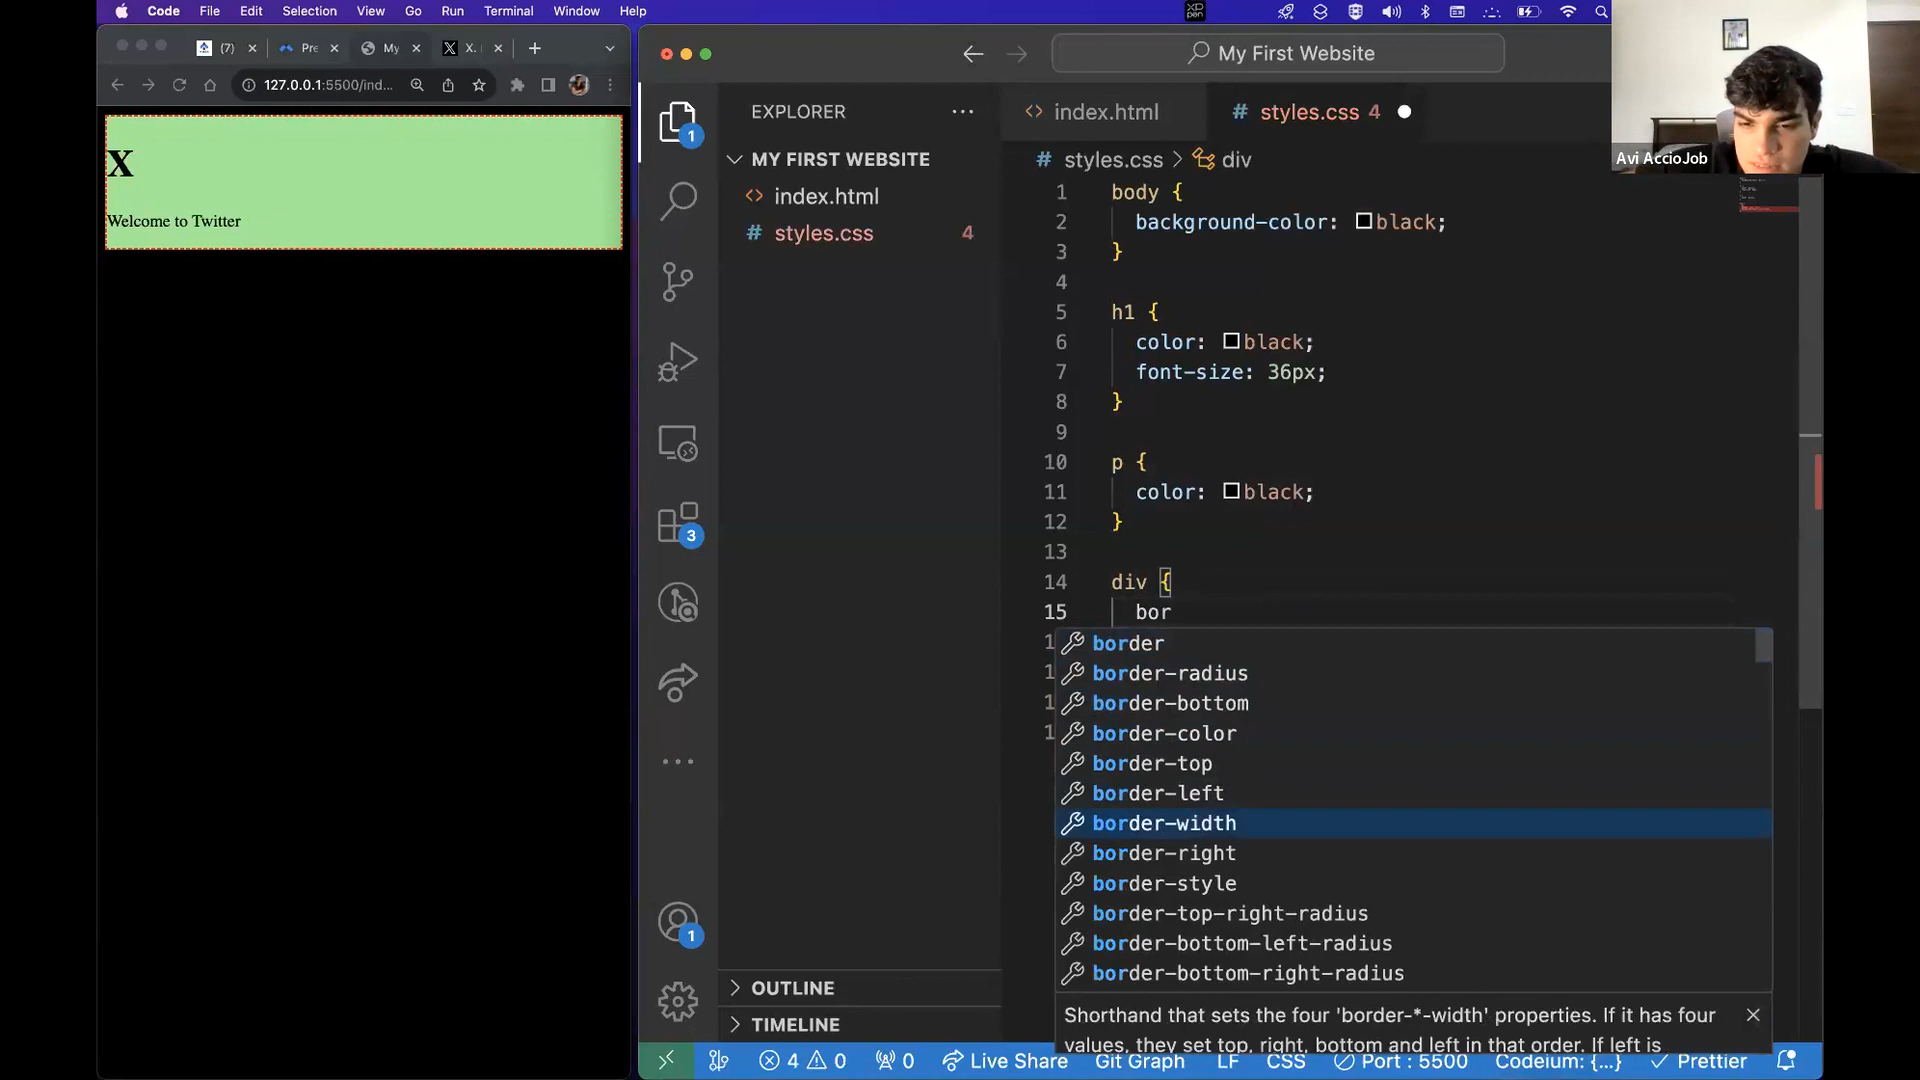 Code File Edit Selection View Go Run Terminal Window Help
(7) Pre My X.
127.0.0.1:5500/ind...
X
Welcome to Twitter
My First Website
EXPLORER
MY FIRST WEBSITE
index.html
styles.css 4
1
3
1
OUTLINE
TIMELINE
index.html styles.css 4
styles.css > div
1 body {
2 background-color: black;
3 }
4
5 h1 {
6 color: black;
7 font-size: 36px;
8 }
9
10 p {
11 color: black;
12 }
13
14 div {
15 bor
border
border-radius
border-bottom
border-color
border-top
border-left
border-width
border-right
border-style
border-top-right-radius
border-bottom-left-radius
border-bottom-right-radius
Shorthand that sets the four 'border-*-width' properties. If it has four
values, they set top, right, bottom and left in that order. If left is
4 0 0 Live Share Git Graph LF CSS Port : 5500 Codeium: {...} Prettier
Avi AccioJob